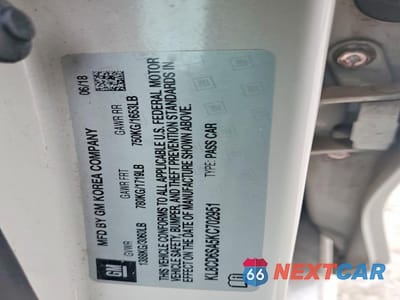 MFD BY GM KOREA COMPANY
06/18
GVWR
GAWR FRT
GAWR RR
1388KG/3060LB
780KG/1719LB
750KG/1653LB
THIS VEHICLE CONFORMS TO ALL APPLICABLE U.S. FEDERAL MOTOR
VEHICLE SAFETY, BUMPER, AND THEFT PREVENTION STANDARDS IN
EFFECT ON THE DATE OF MANUFACTURE SHOWN ABOVE.
TYPE: PASS CAR
KL8CD6SA5KC702951
GM
66
NEXTCAR